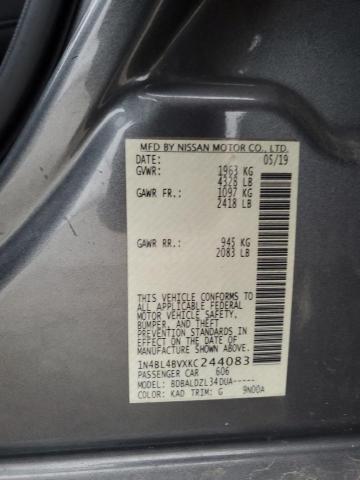 MFD BY NISSAN MOTOR CO., LTD.
DATE: 05/19
GVWR: 1963 KG
4328 LB
GAWR FR.: 1097 KG
2418 LB
GAWR RR.: 945 KG
2083 LB
THIS VEHICLE CONFORMS TO
ALL APPLICABLE FEDERAL
MOTOR VEHICLE SAFETY,
BUMPER, AND THEFT
PREVENTION STANDARDS IN
EFFECT ON THE DATE OF
MANUFACTURE SHOWN ABOVE.
1N4BL4BVXKC244083
PASSENGER CAR 606
MODEL: BDBALDZL34DUA-----
COLOR: KAD TRIM: G 9N00A